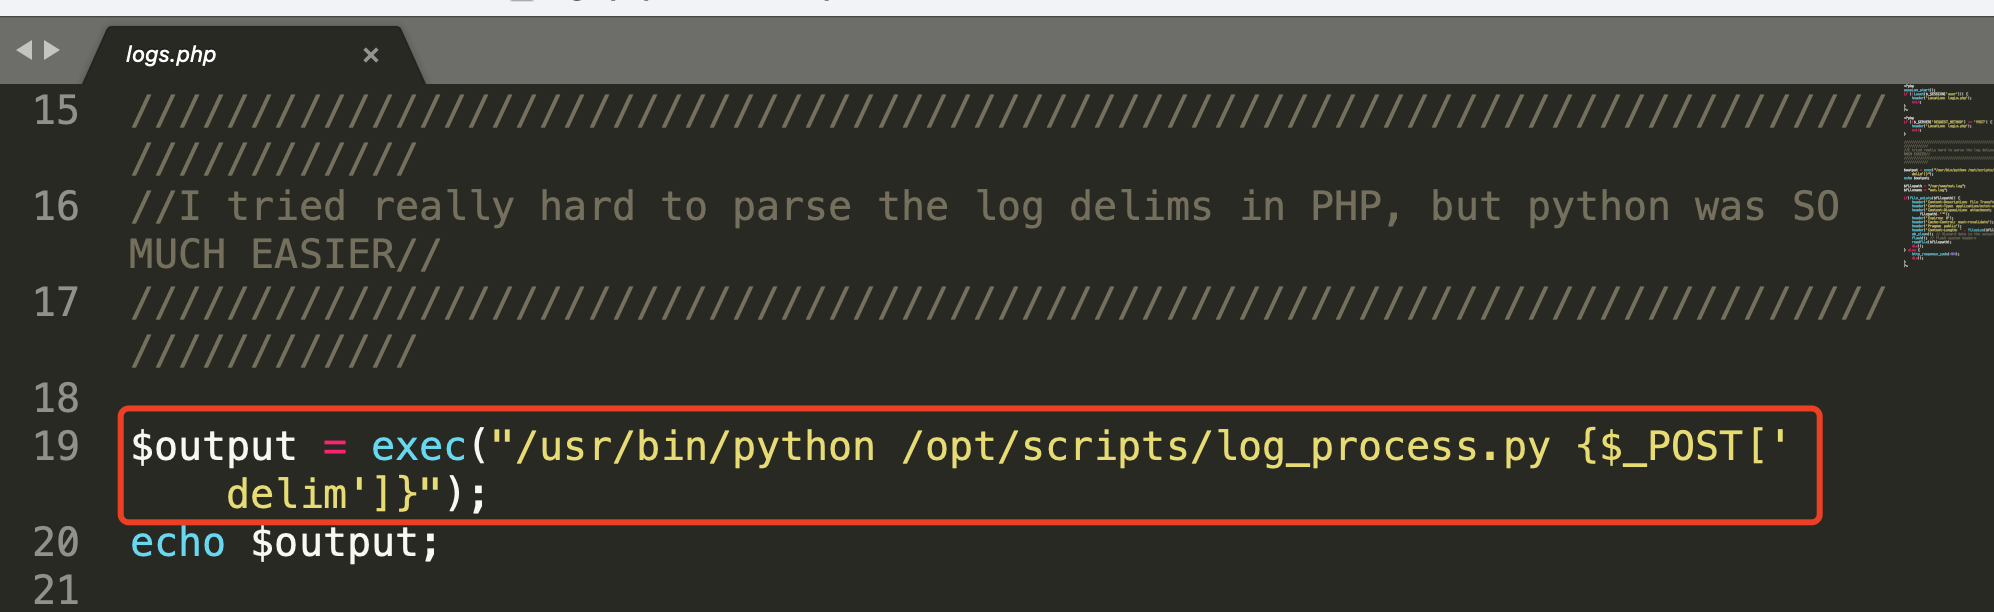 logs.php
15 /////////////////////////////////////////////////////////////////////////
////////////
16 //I tried really hard to parse the log delims in PHP, but python was SO
MUCH EASIER//
17 /////////////////////////////////////////////////////////////////////////
////////////
18
19 $output = exec("/usr/bin/python /opt/scripts/log_process.py {$_POST['
delim']}");
20 echo $output;
21